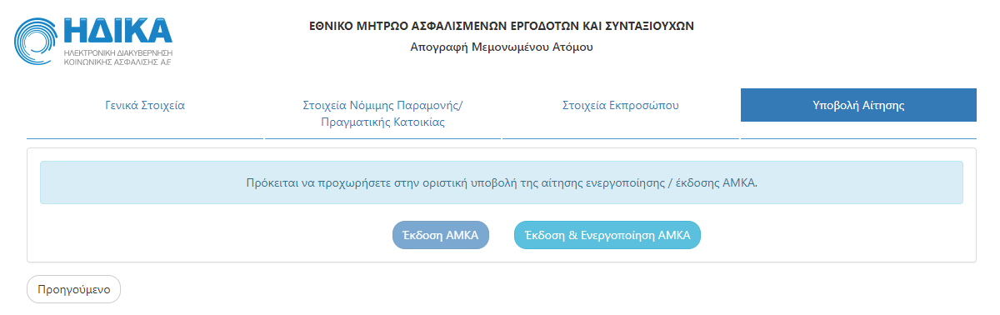 ΗΔΙΚΑ
ΗΛΕΚΤΡΟΝΙΚΗ ΔΙΑΚΥΒΕΡΝΗΣΗ
ΚΟΙΝΩΝΙΚΗΣ ΑΣΦΑΛΙΣΗΣ Α.Ε
ΕΘΝΙΚΟ ΜΗΤΡΩΟ ΑΣΦΑΛΙΣΜΕΝΩΝ ΕΡΓΟΔΟΤΩΝ ΚΑΙ ΣΥΝΤΑΞΙΟΥΧΩΝ
Απογραφή Μεμονωμένου Ατόμου
Γενικά Στοιχεία
Στοιχεία Νόμιμης Παραμονής/
Πραγματικής Κατοικίας
Στοιχεία Εκπροσώπου
Υποβολή Αίτησης
Πρόκειται να προχωρήσετε στην οριστική υποβολή της αίτησης ενεργοποίησης / έκδοσης ΑΜΚΑ.
Έκδοση ΑΜΚΑ
Έκδοση & Ενεργοποίηση ΑΜΚΑ
Προηγούμενο